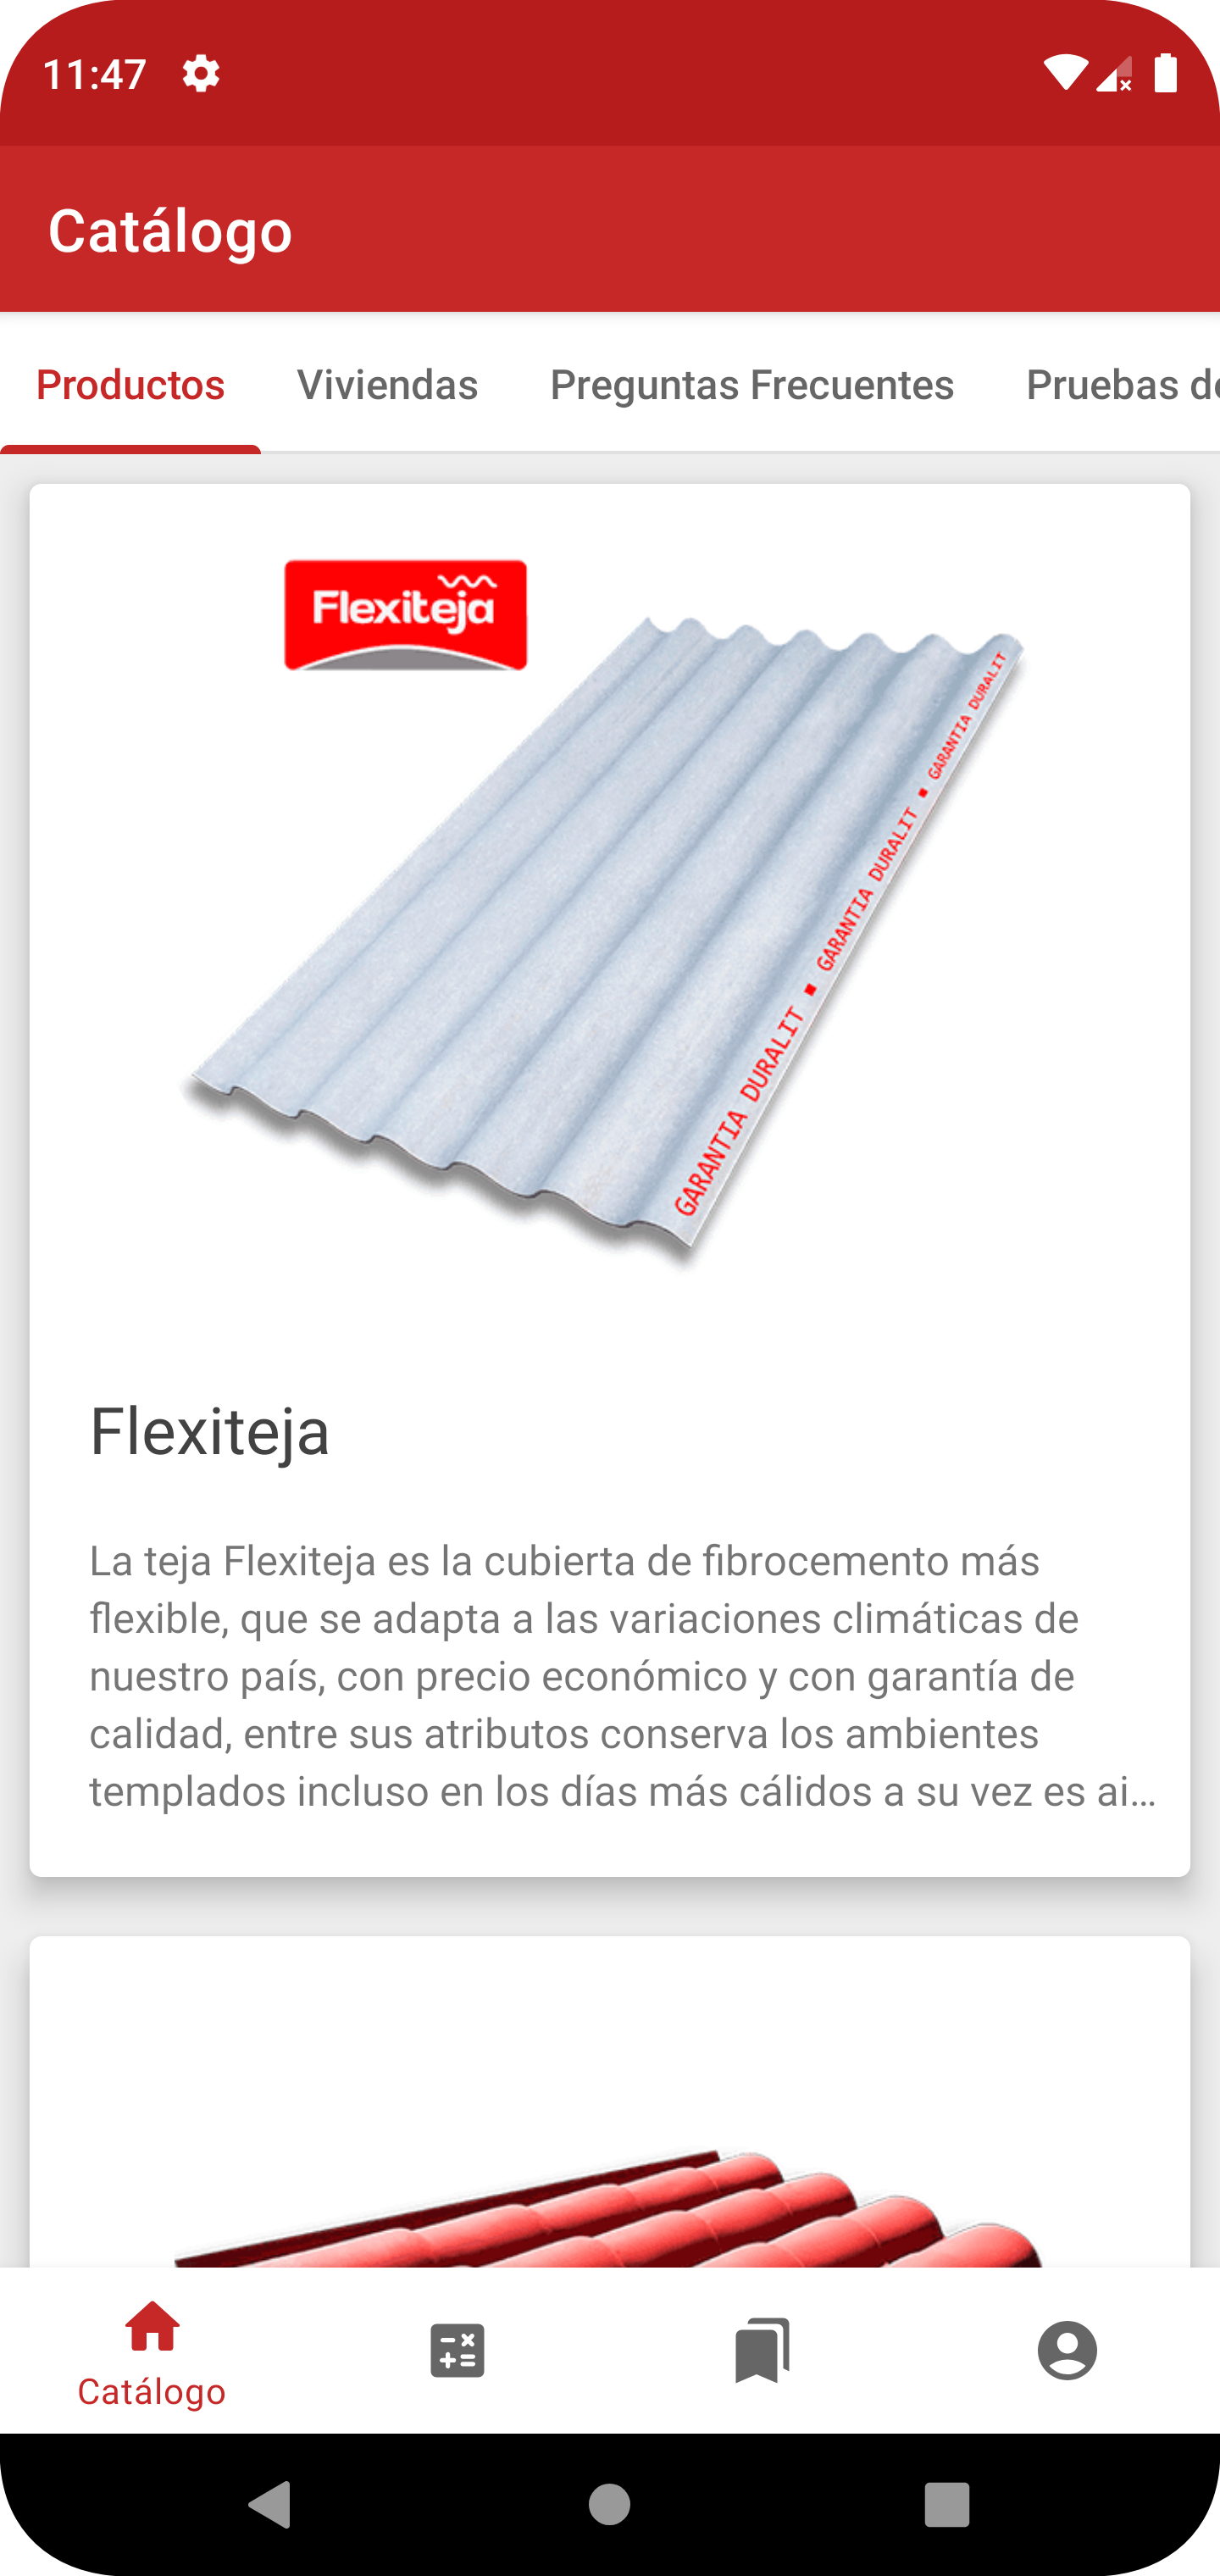 11:47
Catálogo
Productos Viviendas Preguntas Frecuentes Pruebas de
Flexiteja
GARANTIA DURALIT ▪ GARANTIA DURALIT ▪ GARANTIA DURALIT
Flexiteja
La teja Flexiteja es la cubierta de fibrocemento más
flexible, que se adapta a las variaciones climáticas de
nuestro país, con precio económico y con garantía de
calidad, entre sus atributos conserva los ambientes
templados incluso en los días más cálidos a su vez es ai...
Catálogo